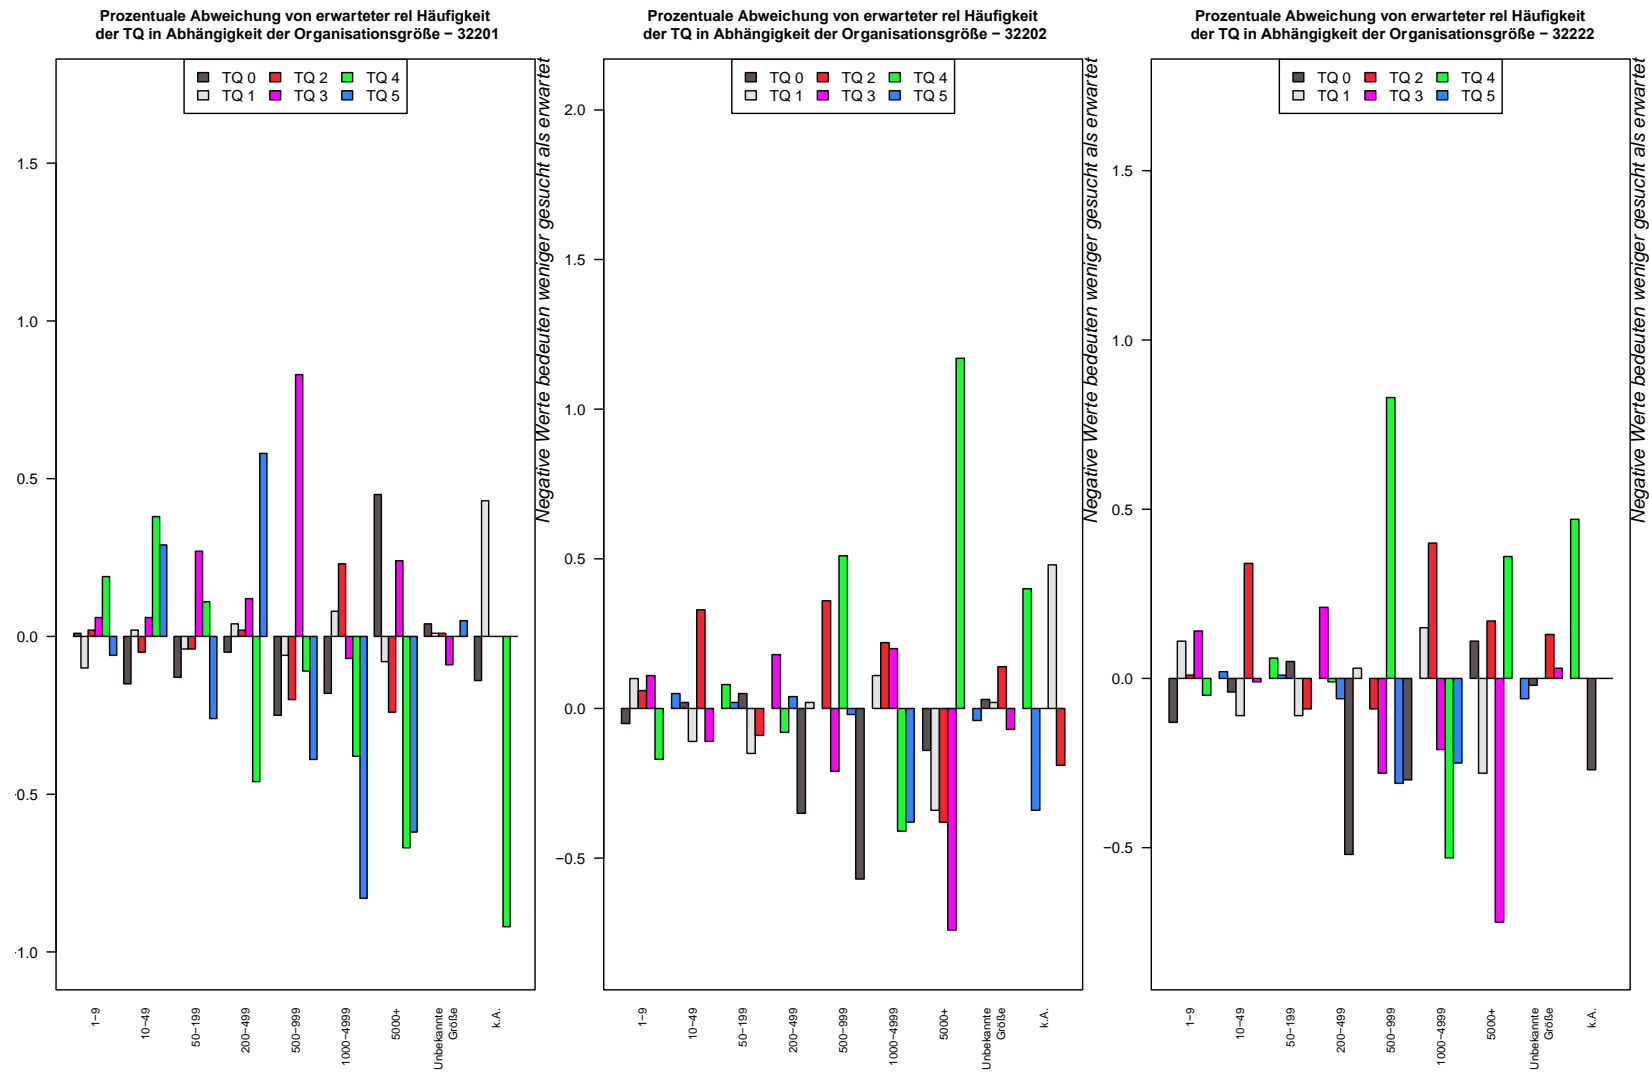 Prozentuale Abweichung von erwarteter rel Häufigkeit
der TQ in Abhängigkeit der Organisationsgröße − 32201
TQ 0 TQ 2 TQ 4
TQ 1 TQ 3 TQ 5
1.5
1.0
0.5
0.0
-0.5
-1.0
1−9
10−49
50−199
200−499
500−999
1000−4999
5000+
Unbekannte
Größe
k.A.
Negative Werte bedeuten weniger gesucht als erwartet
Prozentuale Abweichung von erwarteter rel Häufigkeit
der TQ in Abhängigkeit der Organisationsgröße − 32202
TQ 0 TQ 2 TQ 4
TQ 1 TQ 3 TQ 5
2.0
1.5
1.0
0.5
0.0
−0.5
1−9
10−49
50−199
200−499
500−999
1000−4999
5000+
Unbekannte
Größe
k.A.
Negative Werte bedeuten weniger gesucht als erwartet
Prozentuale Abweichung von erwarteter rel Häufigkeit
der TQ in Abhängigkeit der Organisationsgröße − 32222
TQ 0 TQ 2 TQ 4
TQ 1 TQ 3 TQ 5
1.5
1.0
0.5
0.0
−0.5
1−9
10−49
50−199
200−499
500−999
1000−4999
5000+
Unbekannte
Größe
k.A.
Negative Werte bedeuten weniger gesucht als erwartet